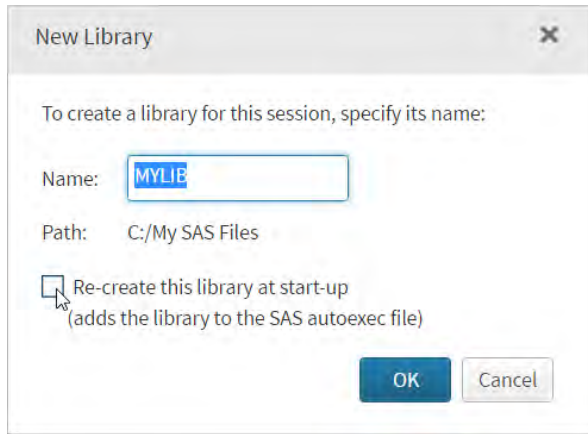 New Library
To create a library for this session, specify its name:
Name: MYLIB
Path: C:/My SAS Files
Re-create this library at start-up
(adds the library to the SAS autoexec file)
OK Cancel